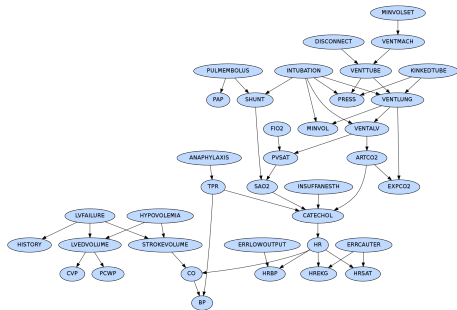 MINVOLSET
DISCONNECT VENTMACH
PULMEMBOLUS INTUBATION VENTTUBE KINKEDTUBE
PAP SHUNT PRESS VENTLUNG
FIO2 MINVOL VENTALV
ANAPHYLAXIS PVSAT ARTCO2
TPR SAO2 INSUFFANESTH EXPCO2
LVFAILURE HYPOVOLEMIA CATECHOL
HISTORY LVEDVOLUME STROKEVOLUME ERRLOWOUTPUT HR ERRCAUTER
CVP PCWP CO HRBP HREKG HRSAT
BP